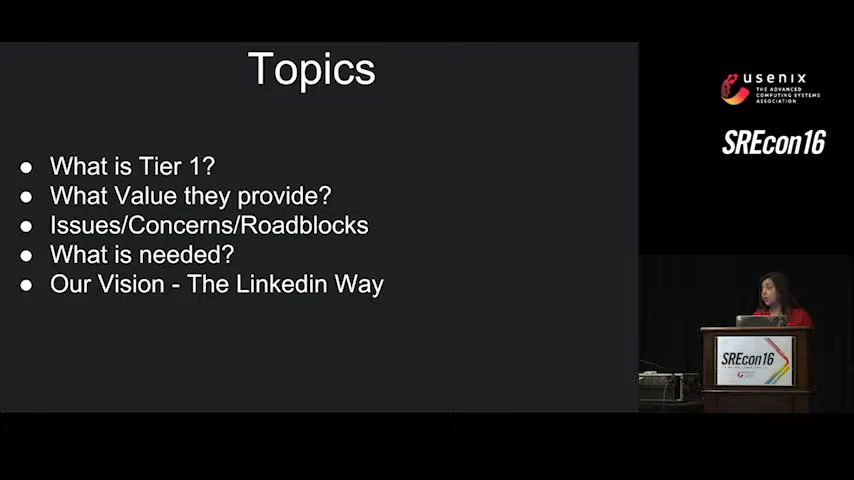 Topics
● What is Tier 1?
● What Value they provide?
● Issues/Concerns/Roadblocks
● What is needed?
● Our Vision - The Linkedin Way
usenix
THE ADVANCED
COMPUTING SYSTEMS
ASSOCIATION
SREcon16
SREcon16